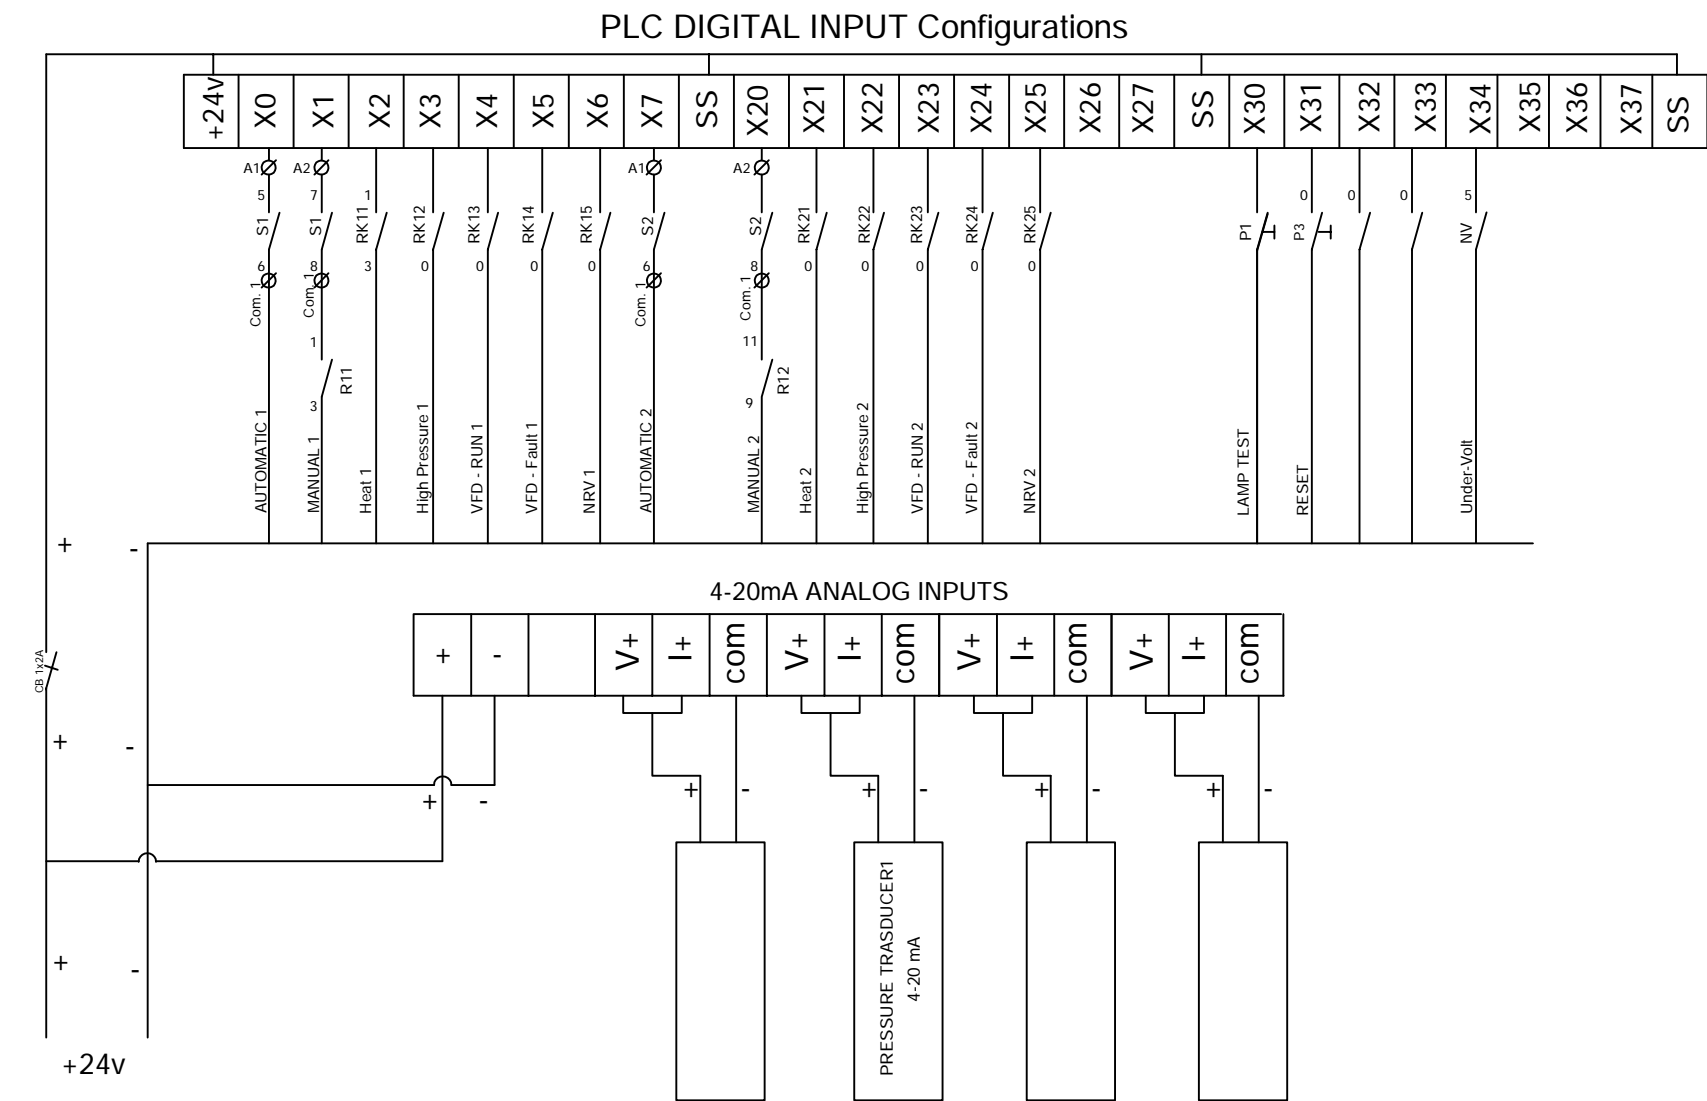 PLC DIGITAL INPUT Configurations
+24v X0 X1 X2 X3 X4 X5 X6 X7 SS X20 X21 X22 X23 X24 X25 X26 X27 SS X30 X31 X32 X33 X34 X35 X36 X37 SS
A1 A2 A1 A2
5 7 1 0 0 0 5
S1 S1 RK11 RK12 RK13 RK14 RK15 S2 S2 RK21 RK22 RK23 RK24 RK25 P1 P3 NV
6 8 3 0 0 0 0 6 8 0 0 0 0 0
Com. 1 Com. 1 Com. 1 Com. 1
1 11
R11 R12
3 9
AUTOMATIC 1 MANUAL 1 Heat 1 High Pressure 1 VFD - RUN 1 VFD - Fault 1 NRV 1 AUTOMATIC 2 MANUAL 2 Heat 2 High Pressure 2 VFD - RUN 2 VFD - Fault 2 NRV 2 LAMP TEST RESET Under-Volt
+ -
4-20mA ANALOG INPUTS
+ - V+ I+ com V+ I+ com V+ I+ com V+ I+ com
CB 1x2A
+ -
+ - + - + - + -
+ -
PRESSURE TRASDUCER1
4-20 mA
+ -
+24v